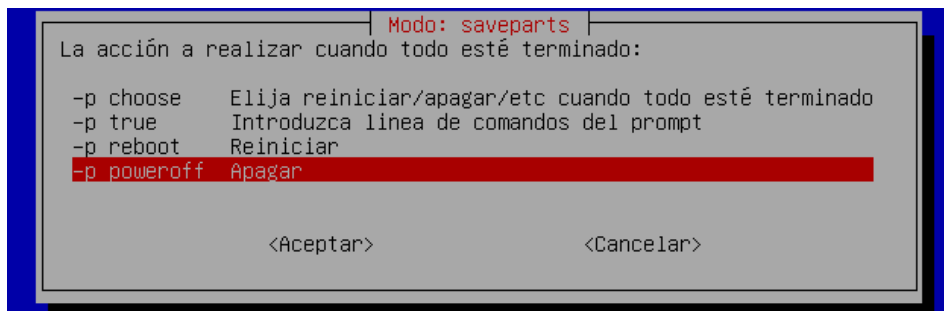 Modo: saveparts
La acción a realizar cuando todo esté terminado:
-p choose Elija reiniciar/apagar/etc cuando todo esté terminado
-p true Introduzca linea de comandos del prompt
-p reboot Reiniciar
-p poweroff Apagar
<Aceptar> <Cancelar>